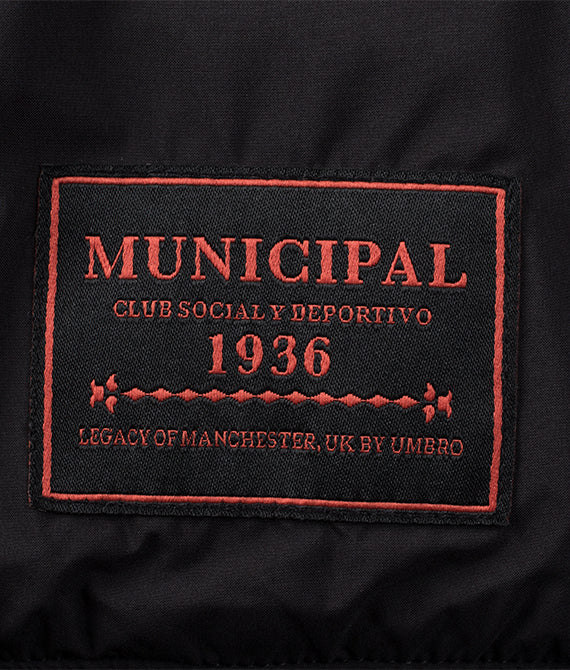 MUNICIPAL
CLUB SOCIAL Y DEPORTIVO
1936
LEGACY OF MANCHESTER, UK BY UMBRO